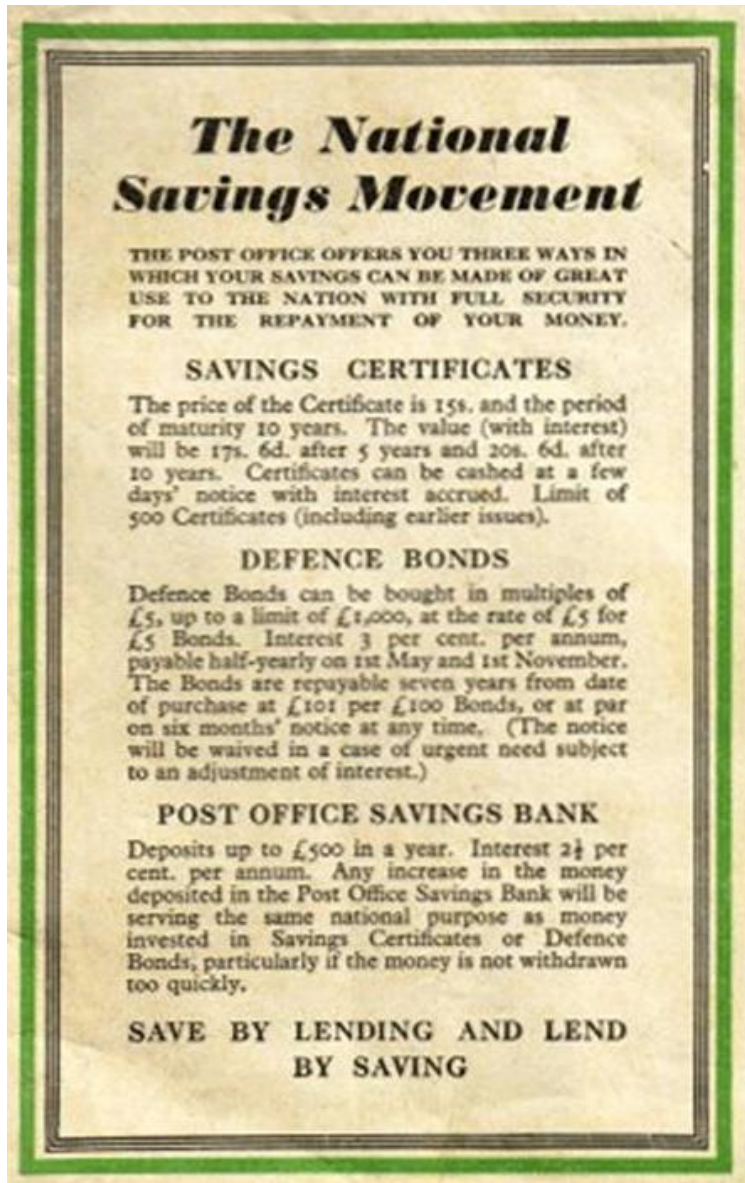 The National
Savings Movement
THE POST OFFICE OFFERS YOU THREE WAYS IN
WHICH YOUR SAVINGS CAN BE MADE OF GREAT
USE TO THE NATION WITH FULL SECURITY
FOR THE REPAYMENT OF YOUR MONEY.
SAVINGS CERTIFICATES
The price of the Certificate is 15s. and the period
of maturity 10 years. The value (with interest)
will be 17s. 6d. after 5 years and 20s. 6d. after
10 years. Certificates can be cashed at a few
days' notice with interest accrued. Limit of
500 Certificates (including earlier issues).
DEFENCE BONDS
Defence Bonds can be bought in multiples of
£5, up to a limit of £1,000, at the rate of £5 for
£5 Bonds. Interest 3 per cent. per annum,
payable half-yearly on 1st May and 1st November.
The Bonds are repayable seven years from date
of purchase at £101 per £100 Bonds, or at par
on six months' notice at any time. (The notice
will be waived in a case of urgent need subject
to an adjustment of interest.)
POST OFFICE SAVINGS BANK
Deposits up to £500 in a year. Interest 2½ per
cent. per annum. Any increase in the money
deposited in the Post Office Savings Bank will be
serving the same national purpose as money
invested in Savings Certificates or Defence
Bonds, particularly if the money is not withdrawn
too quickly.
SAVE BY LENDING AND LEND
BY SAVING